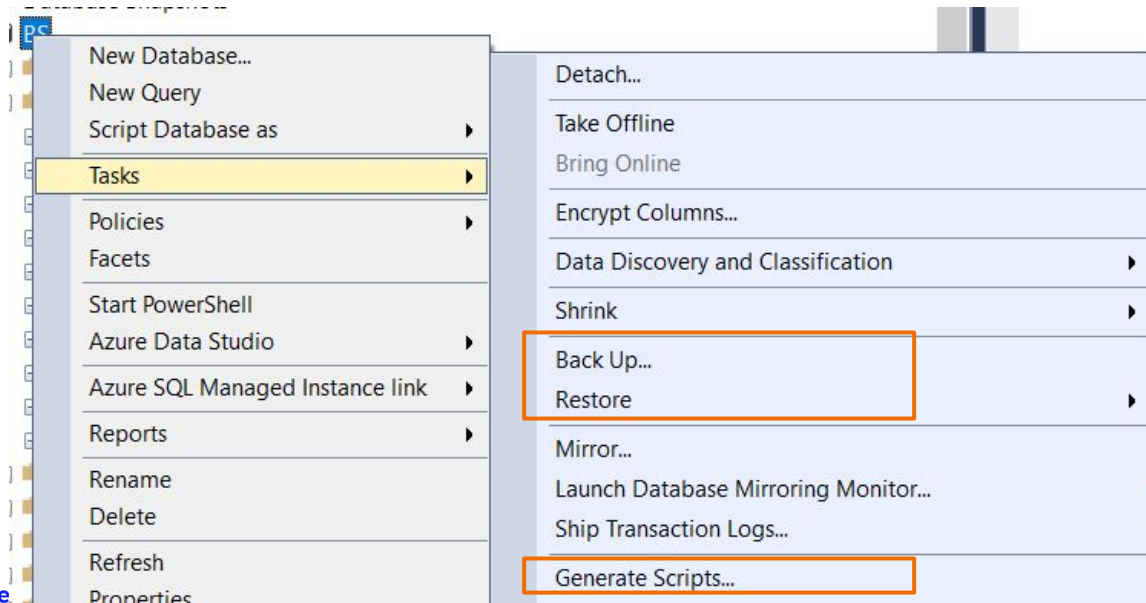 BS
New Database...
New Query
Script Database as
Tasks
Policies
Facets
Start PowerShell
Azure Data Studio
Azure SQL Managed Instance link
Reports
Rename
Delete
Refresh
Properties
e
Detach...
Take Offline
Bring Online
Encrypt Columns...
Data Discovery and Classification
Shrink
Back Up...
Restore
Mirror...
Launch Database Mirroring Monitor...
Ship Transaction Logs...
Generate Scripts...